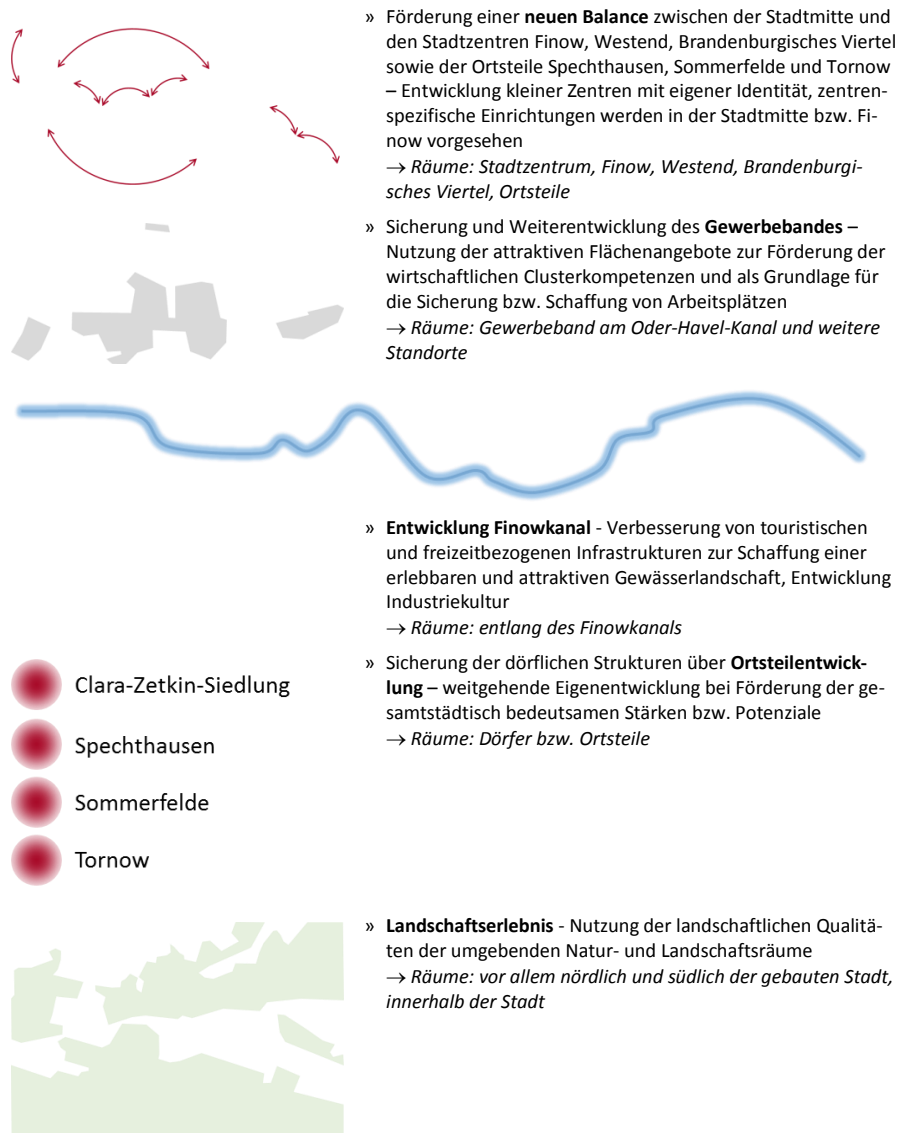 » Förderung einer neuen Balance zwischen der Stadtmitte und
den Stadtzentren Finow, Westend, Brandenburgisches Viertel
sowie der Ortsteile Spechthausen, Sommerfelde und Tornow
– Entwicklung kleiner Zentren mit eigener Identität, zentren-
spezifische Einrichtungen werden in der Stadtmitte bzw. Fi-
now vorgesehen
→ Räume: Stadtzentrum, Finow, Westend, Brandenburgi-
sches Viertel, Ortsteile
» Sicherung und Weiterentwicklung des Gewerbebandes –
Nutzung der attraktiven Flächenangebote zur Förderung der
wirtschaftlichen Clusterkompetenzen und als Grundlage für
die Sicherung bzw. Schaffung von Arbeitsplätzen
→ Räume: Gewerbeband am Oder-Havel-Kanal und weitere
Standorte
» Entwicklung Finowkanal - Verbesserung von touristischen
und freizeitbezogenen Infrastrukturen zur Schaffung einer
erlebbaren und attraktiven Gewässerlandschaft, Entwicklung
Industriekultur
→ Räume: entlang des Finowkanals
» Sicherung der dörflichen Strukturen über Ortsteilentwick-
lung – weitgehende Eigenentwicklung bei Förderung der ge-
samtstädtisch bedeutsamen Stärken bzw. Potenziale
→ Räume: Dörfer bzw. Ortsteile
Clara-Zetkin-Siedlung
Spechthausen
Sommerfelde
Tornow
» Landschaftserlebnis - Nutzung der landschaftlichen Qualitä-
ten der umgebenden Natur- und Landschaftsräume
→ Räume: vor allem nördlich und südlich der gebauten Stadt,
innerhalb der Stadt